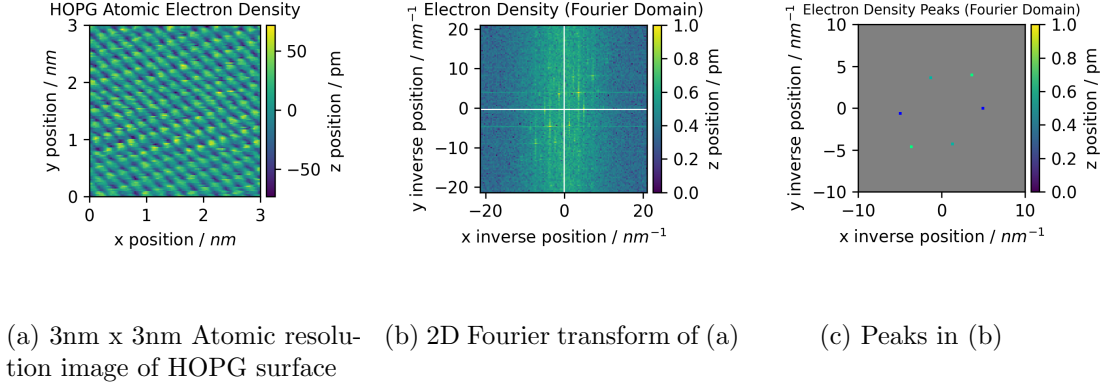 HOPG Atomic Electron Density
3
2
1
0
y position / nm
0 1 2 3
x position / nm
50
0
−50
z position / pm
Electron Density (Fourier Domain)
20
10
0
−10
−20
y inverse position / nm⁻¹
−20 0 20
x inverse position / nm⁻¹
1.0
0.8
0.6
0.4
0.2
0.0
z position / pm
Electron Density Peaks (Fourier Domain)
10
5
0
−5
−10
y inverse position / nm⁻¹
−10 0 10
x inverse position / nm⁻¹
1.0
0.8
0.6
0.4
0.2
0.0
z position / pm
(a) 3nm x 3nm Atomic resolu-
tion image of HOPG surface
(b) 2D Fourier transform of (a)
(c) Peaks in (b)